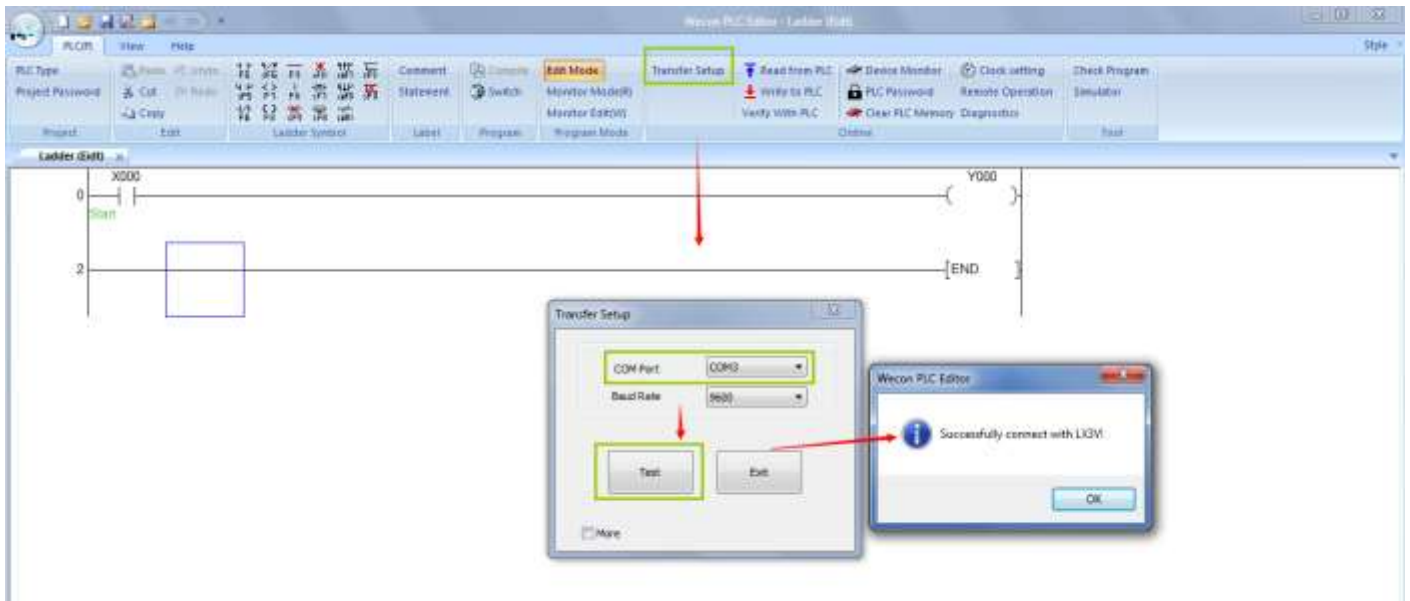 Wecon PLC Editor - Ladder (Edit)
PLC(P) View Help Style
PLC Type
Project Password
Project
Paste Undo
Cut Redo
Copy
Edit
Ladder Symbol
Comment
Statement
Label
Compile
Switch
Program
Edit Mode
Monitor Mode(R)
Monitor Edit(W)
Program Mode
Transfer Setup
Read from PLC
Write to PLC
Verify With PLC
Device Monitor
PLC Password
Clear PLC Memory
Clock setting
Remote Operation
Diagnostics
Online
Check Program
Simulator
Tool
Ladder (Eidt)
X000 Y000
0
Start
2 END
Transfer Setup
COM Port COM3
Baud Rate 9600
Test Exit
More
Wecon PLC Editor
Successfully connect with LX3V!
OK